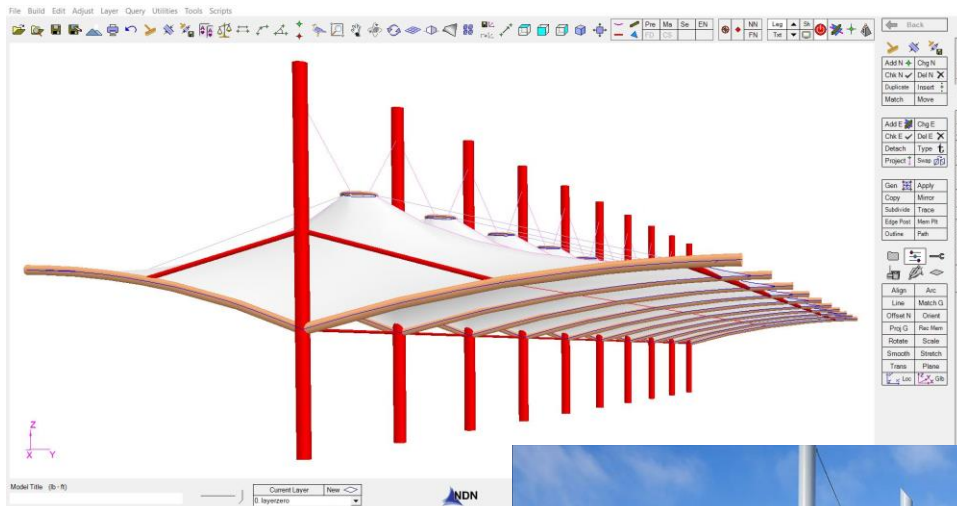 File Build Edit Adjust Layer Query Utilities Tools Scripts
Pre Ma Se EN NN Leg Sh
FD CS FN Txt
Back
Add N Chg N
Chk N Del N
Duplicate Insert
Match Move
Add E Chg E
Chk E Del E
Detach Type
Project Swap
Gen Apply
Copy Mirror
Subdivide Trace
Edge Post Mem Plt
Outline Path
Align Arc
Line Match G
Offset N Orient
Proj G Rec Mem
Rotate Scale
Smooth Stretch
Trans Plane
Loc Glb
Z
X Y
Model Title (lb - ft)
Current Layer New
0. layerzero
NDN